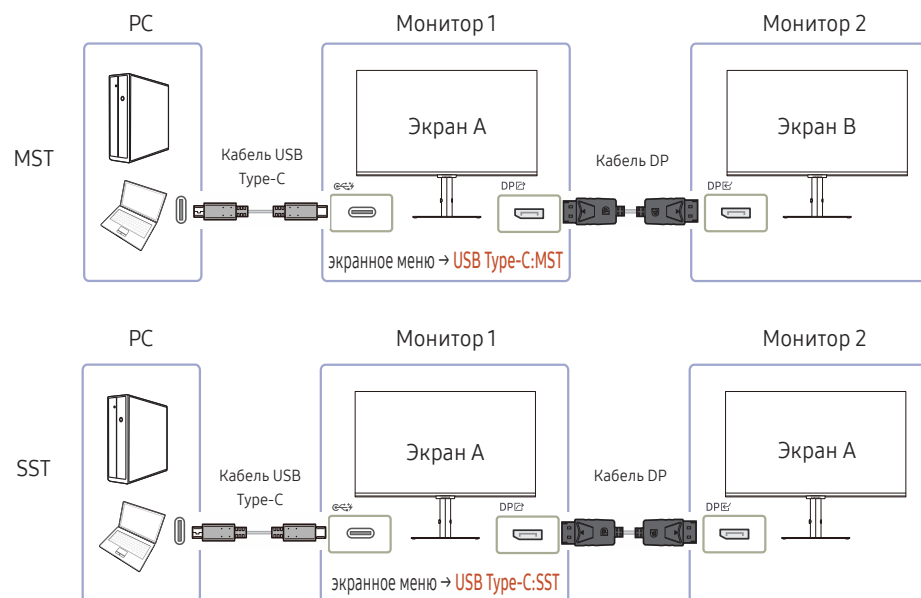 PC
Монитор 1
Монитор 2
MST
Кабель USB
Type-C
Экран A
Кабель DP
Экран B
DP
DP
экранное меню → USB Type-C:MST
PC
Монитор 1
Монитор 2
SST
Кабель USB
Type-C
Экран A
Кабель DP
Экран A
DP
DP
экранное меню → USB Type-C:SST